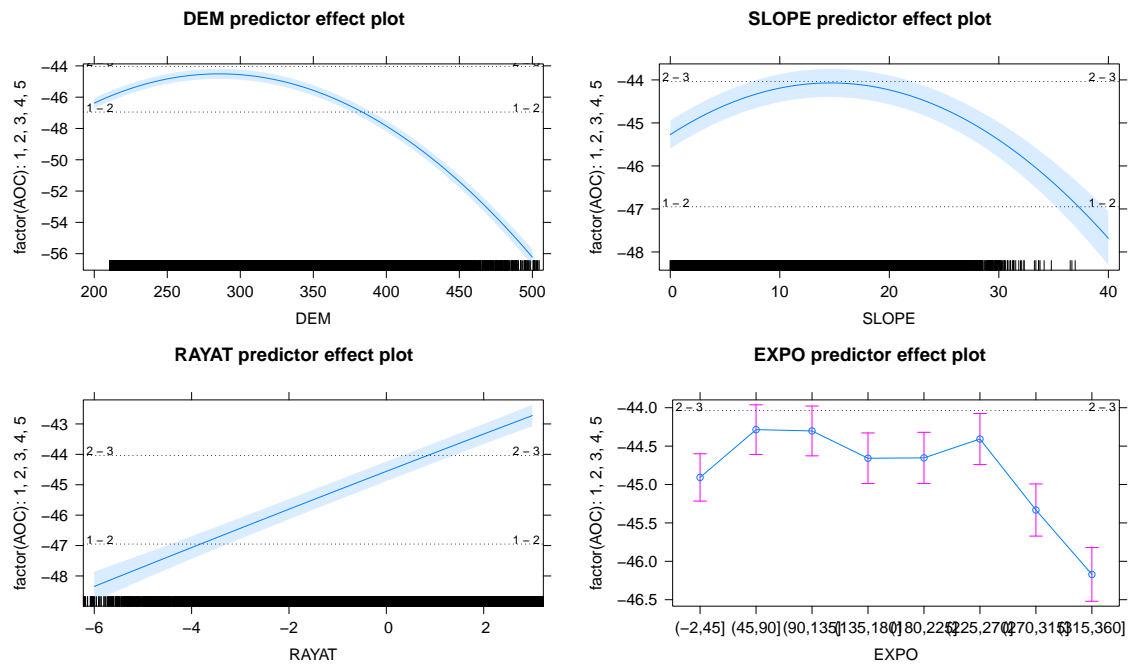 DEM predictor effect plot
factor(AOC): 1, 2, 3, 4, 5
−44
−46
−48
−50
−52
−54
−56
2 − 3
2 − 3
1 − 2
1 − 2
200 250 300 350 400 450 500
DEM
SLOPE predictor effect plot
factor(AOC): 1, 2, 3, 4, 5
−44
−45
−46
−47
−48
2 − 3
2 − 3
1 − 2
1 − 2
0 10 20 30 40
SLOPE
RAYAT predictor effect plot
factor(AOC): 1, 2, 3, 4, 5
−43
−44
−45
−46
−47
−48
2 − 3
2 − 3
1 − 2
1 − 2
−6 −4 −2 0 2
RAYAT
EXPO predictor effect plot
factor(AOC): 1, 2, 3, 4, 5
−44.0
−44.5
−45.0
−45.5
−46.0
−46.5
2 − 3
2 − 3
(−2,45] (45,90] (90,135] (135,180] (180,225] (225,270] (270,315] (315,360]
EXPO